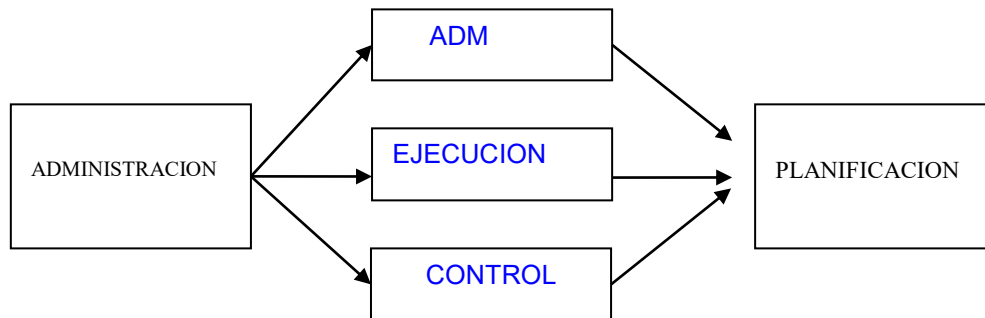 ADM
ADMINISTRACION
EJECUCION
PLANIFICACION
CONTROL